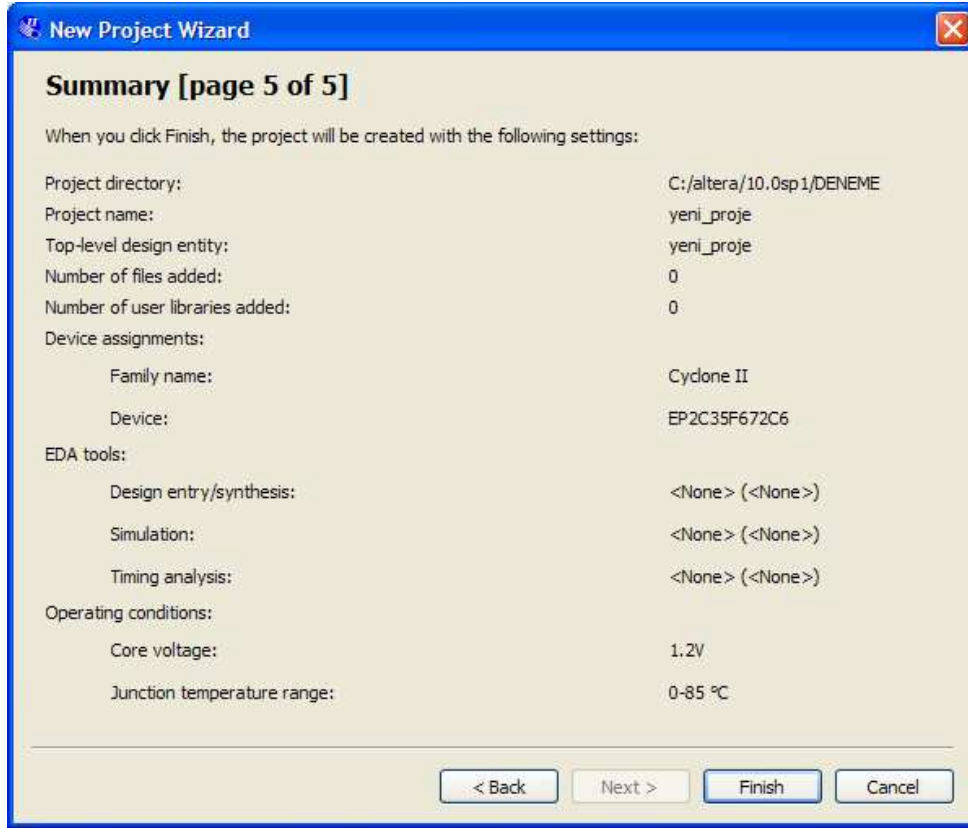 New Project Wizard
Summary [page 5 of 5]
When you click Finish, the project will be created with the following settings:
Project directory: C:/altera/10.0sp1/DENEME
Project name: yeni_proje
Top-level design entity: yeni_proje
Number of files added: 0
Number of user libraries added: 0
Device assignments:
Family name: Cyclone II
Device: EP2C35F672C6
EDA tools:
Design entry/synthesis: <None> (<None>)
Simulation: <None> (<None>)
Timing analysis: <None> (<None>)
Operating conditions:
Core voltage: 1.2V
Junction temperature range: 0-85 °C
< Back Next > Finish Cancel